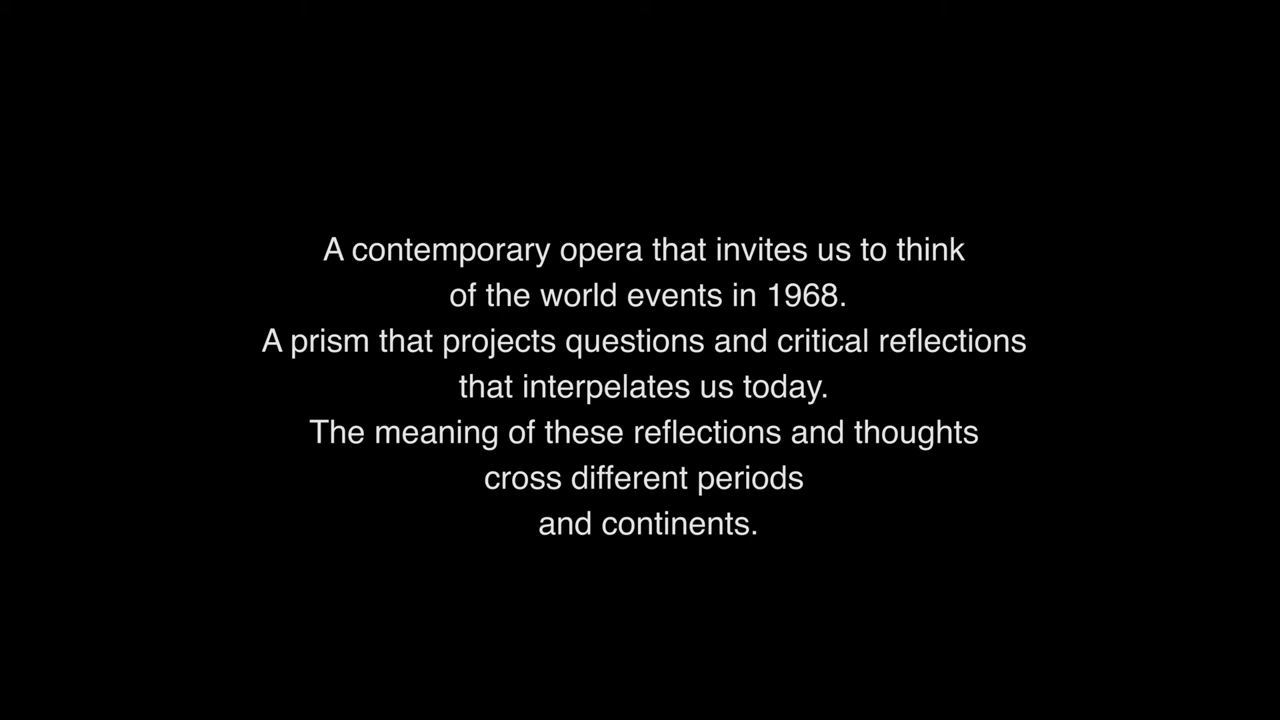 A contemporary opera that invites us to think
of the world events in 1968.
A prism that projects questions and critical reflections
that interpelates us today.
The meaning of these reflections and thoughts
cross different periods
and continents.